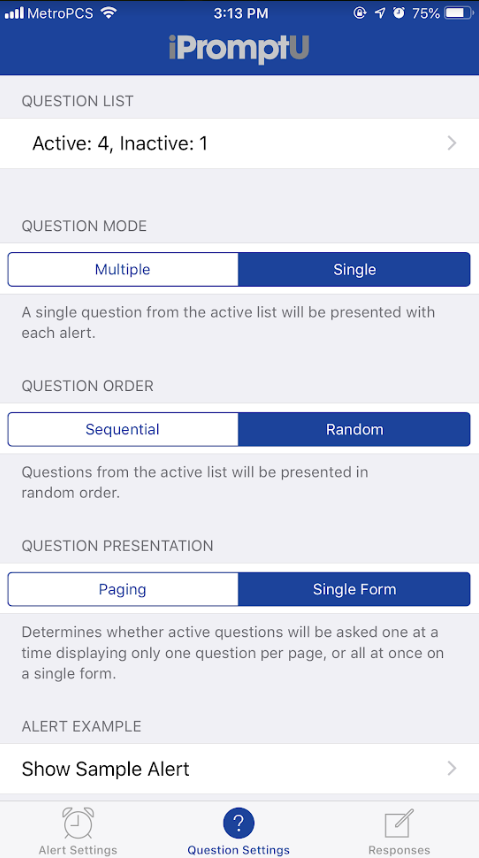 MetroPCS 3:13 PM 75%
iPromptU
QUESTION LIST
Active: 4, Inactive: 1
QUESTION MODE
Multiple Single
A single question from the active list will be presented with
each alert.
QUESTION ORDER
Sequential Random
Questions from the active list will be presented in
random order.
QUESTION PRESENTATION
Paging Single Form
Determines whether active questions will be asked one at a
time displaying only one question per page, or all at once on
a single form.
ALERT EXAMPLE
Show Sample Alert
?
Alert Settings Question Settings Responses